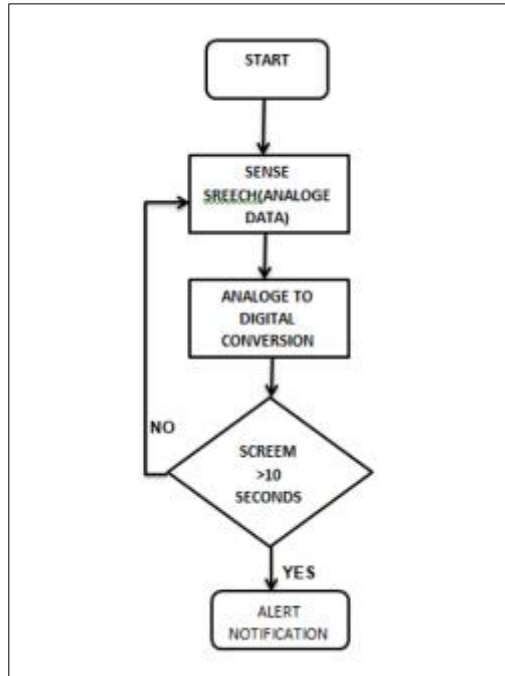 START
SENSE
SREECH(ANALOGE
DATA)
ANALOGE TO
DIGITAL
CONVERSION
NO
SCREEM
>10
SECONDS
YES
ALERT
NOTIFICATION